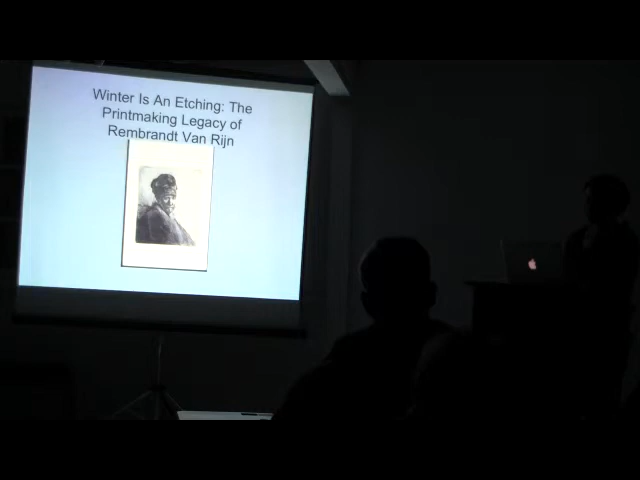 Winter Is An Etching: The
Printmaking Legacy of
Rembrandt Van Rijn